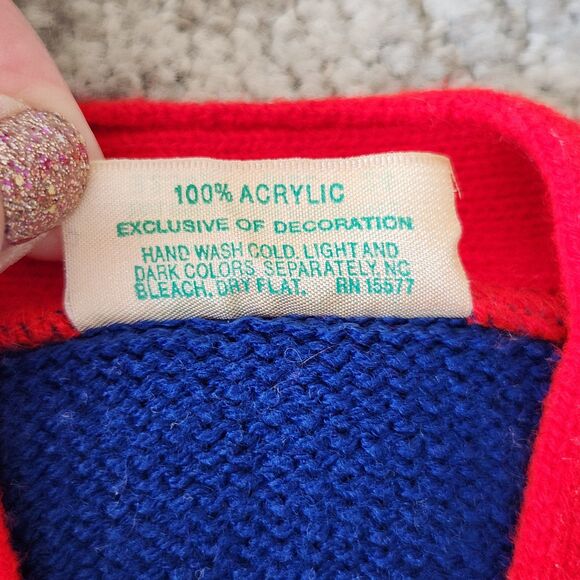 100% ACRYLIC
EXCLUSIVE OF DECORATION
HAND WASH COLD. LIGHT AND
DARK COLORS SEPARATELY, NC
BLEACH. DRY FLAT. RN 15577